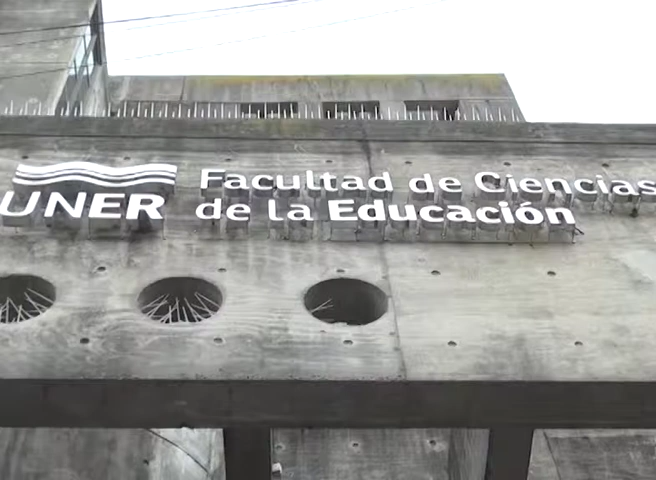 UNER
Facultad de Ciencias
de la Educación